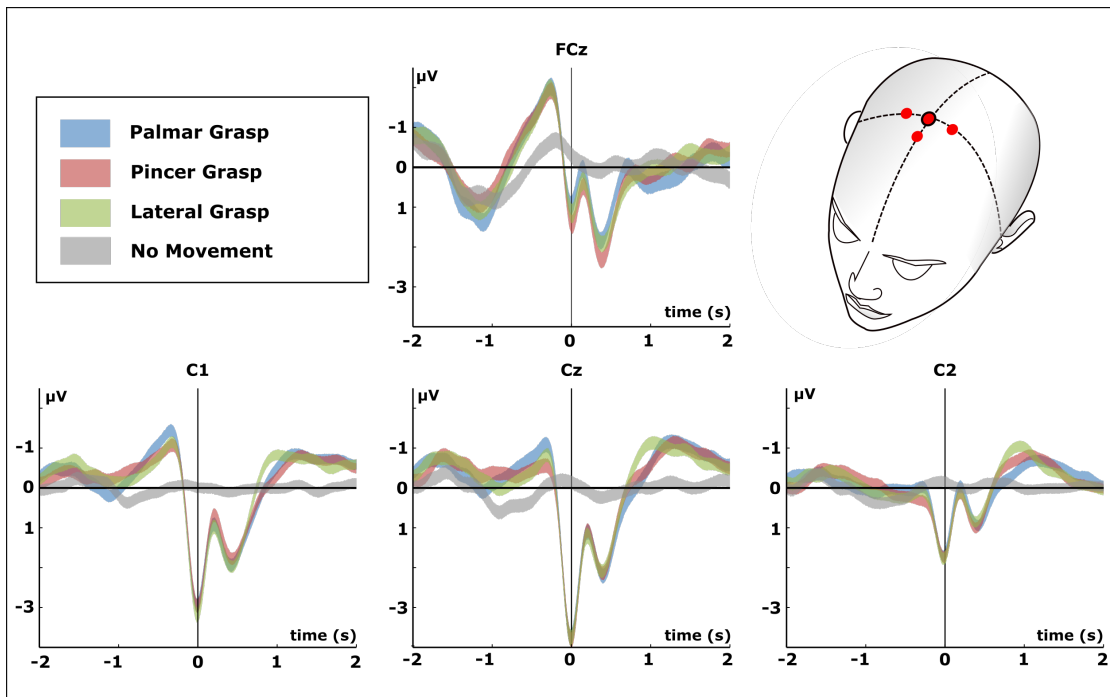 FCz
µV
Palmar Grasp
Pincer Grasp
Lateral Grasp
No Movement
-1
0
1
-3
time (s)
-2 -1 0 1 2
C1
µV
-1
0
1
-3
time (s)
-2 -1 0 1 2
Cz
µV
-1
0
1
-3
time (s)
-2 -1 0 1 2
C2
µV
-1
0
1
-3
time (s)
-2 -1 0 1 2